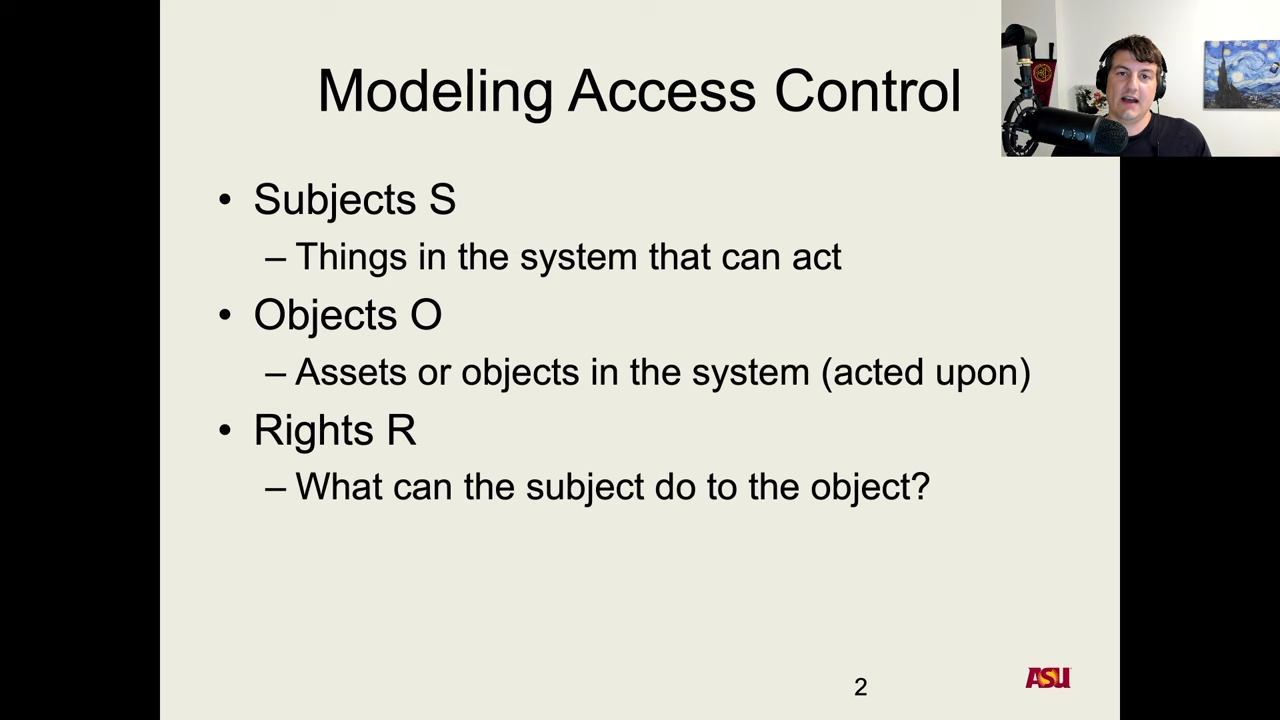 Modeling Access Control
• Subjects S
– Things in the system that can act
• Objects O
– Assets or objects in the system (acted upon)
• Rights R
– What can the subject do to the object?
2
ASU